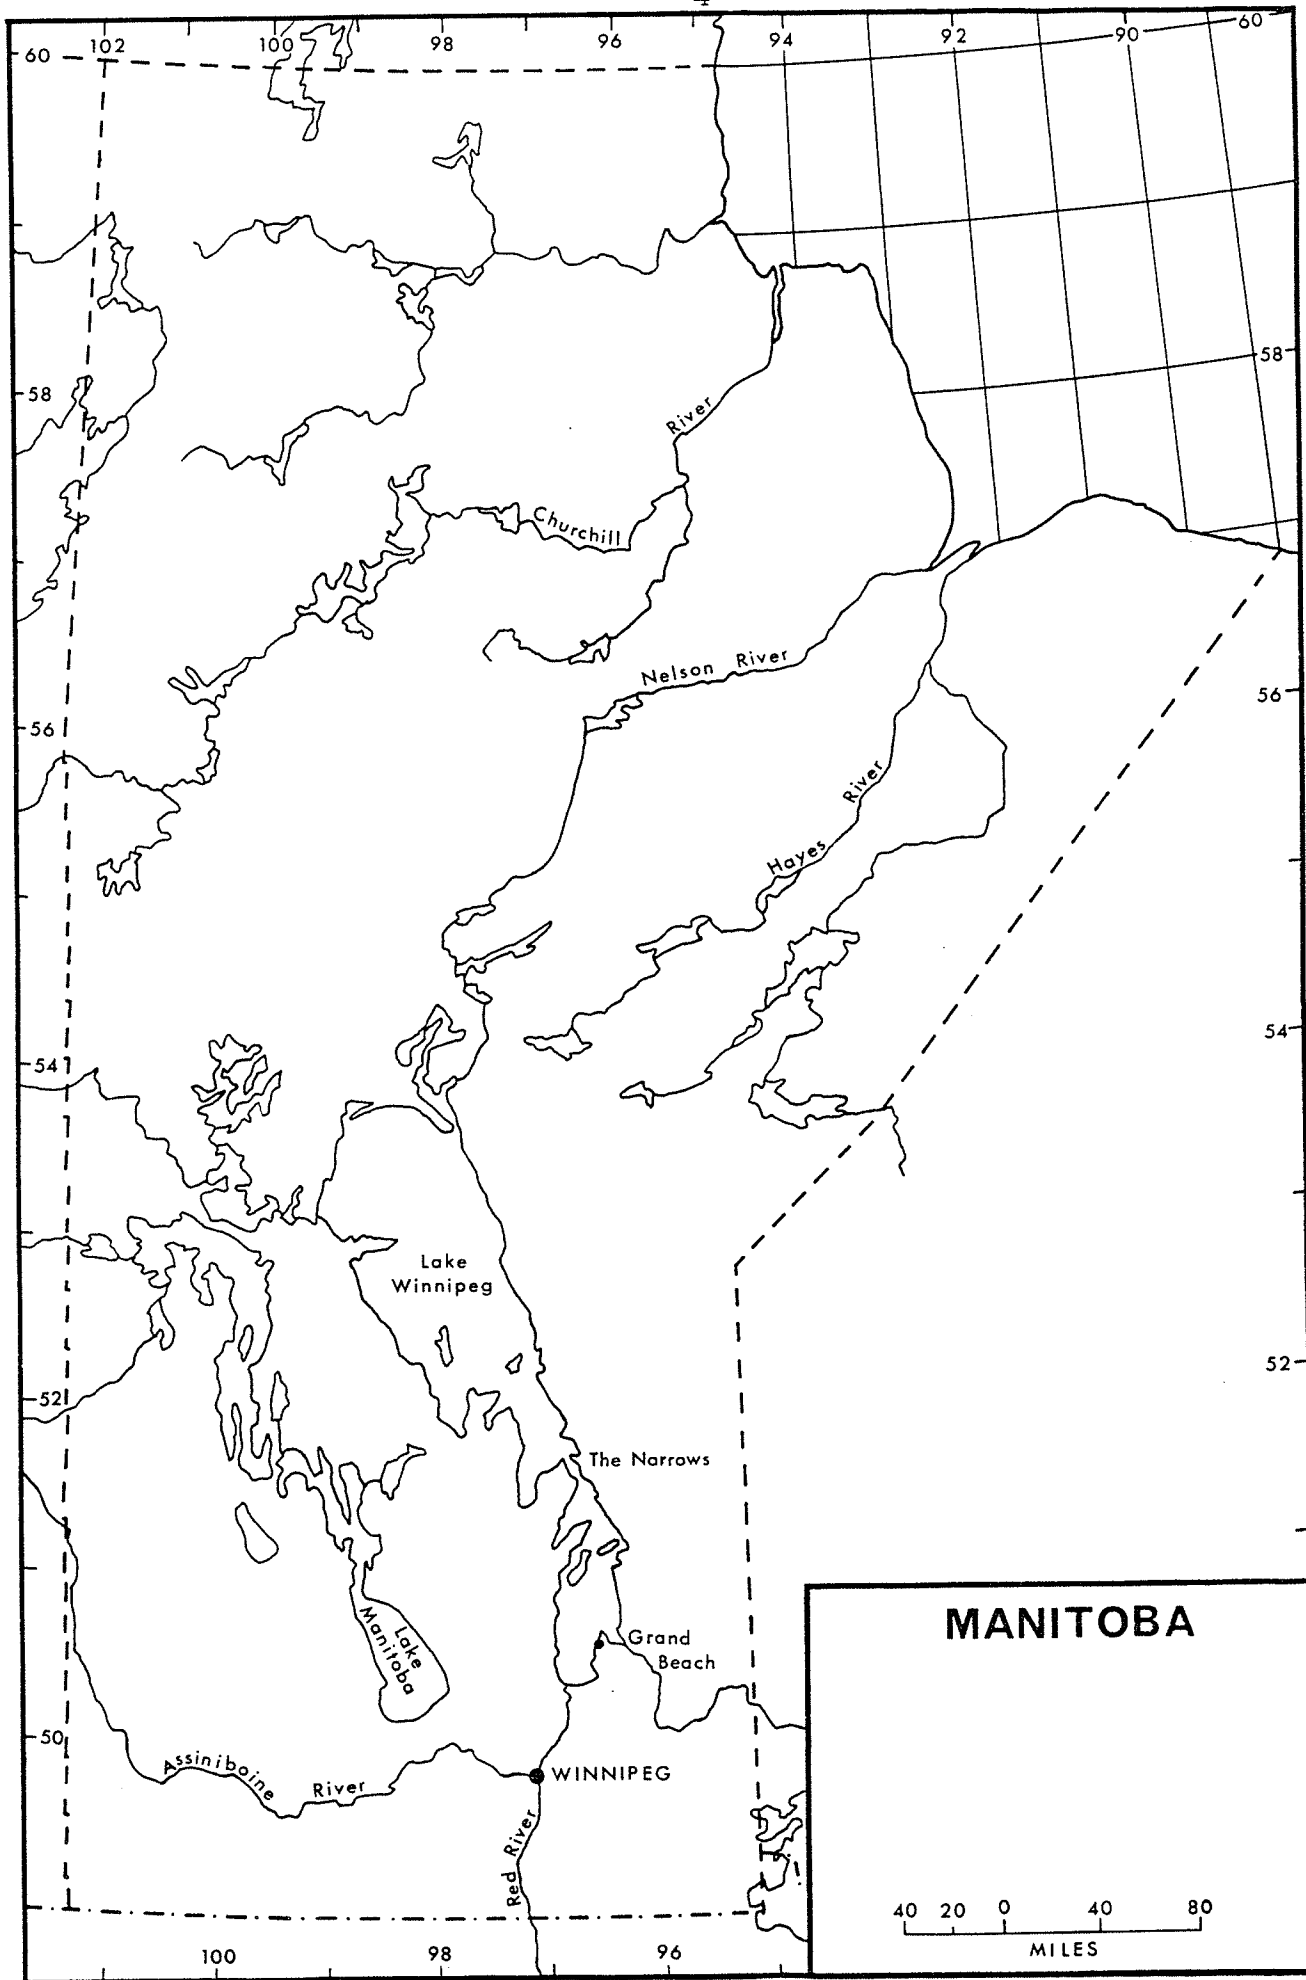 4
102 100 98 96 94 92 90 60
60
58
58
River
Churchill
Nelson River
56
56
River
Hayes
54
54
Lake
Winnipeg
52
52
The Narrows
MANITOBA
Grand
Beach
Lake
Manitoba
50
Assiniboine River
WINNIPEG
Red River
40 20 0 40 80
MILES
100 98 96